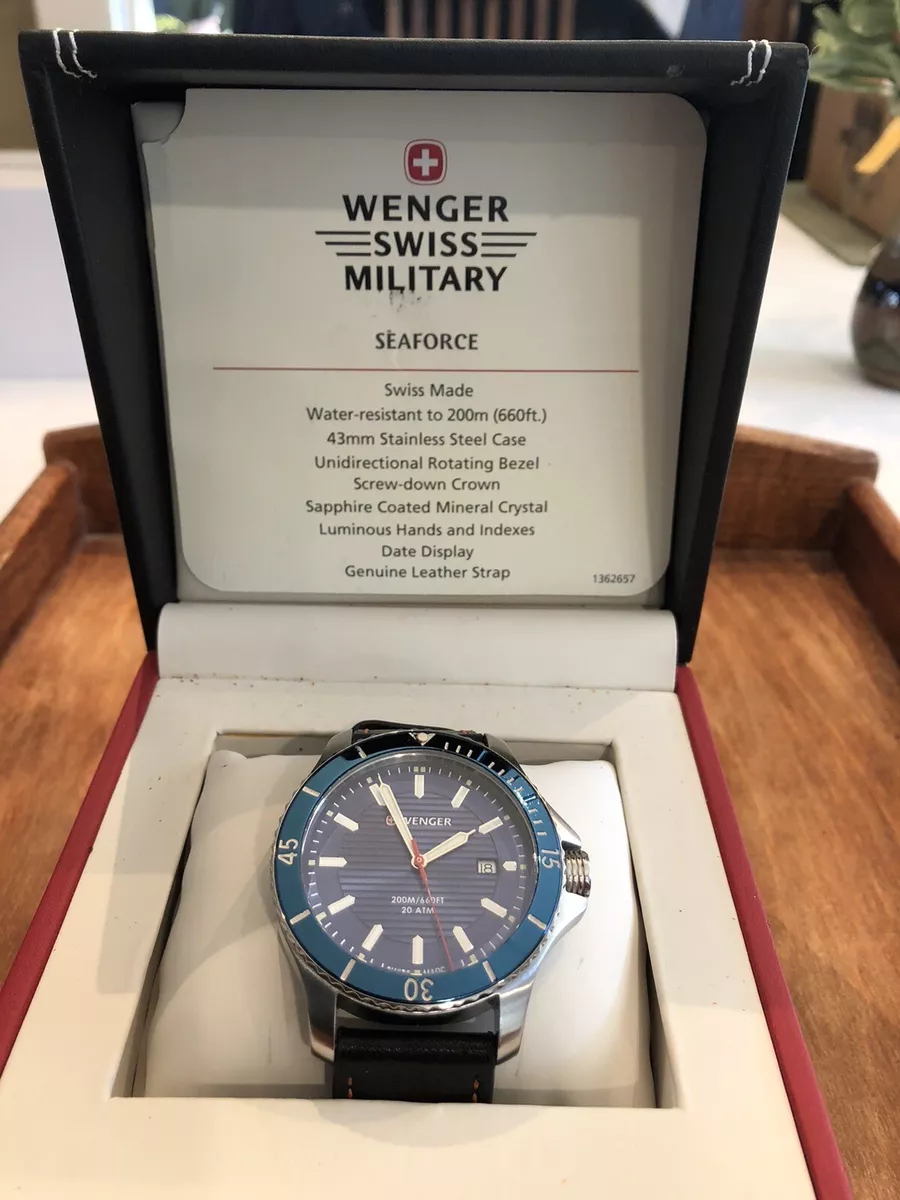 WENGER
SWISS
MILITARY
SEAFORCE
Swiss Made
Water-resistant to 200m (660ft.)
43mm Stainless Steel Case
Unidirectional Rotating Bezel
Screw-down Crown
Sapphire Coated Mineral Crystal
Luminous Hands and Indexes
Date Display
Genuine Leather Strap
1362657
WENGER
45
15
18
200M/660FT
20 ATM
30